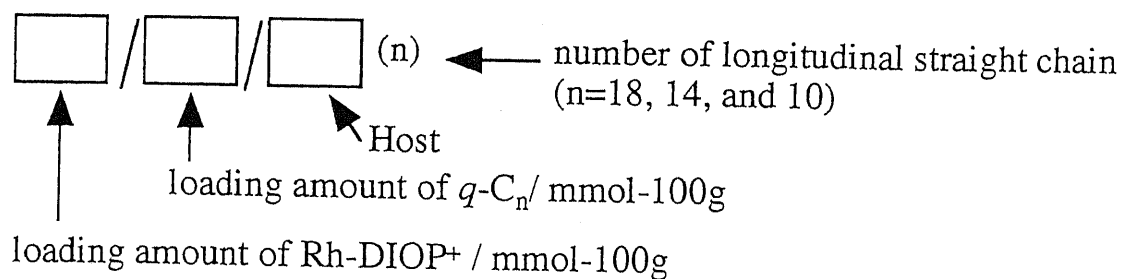 / / (n) number of longitudinal straight chain
(n=18, 14, and 10)
Host
loading amount of q-Cn/ mmol-100g
loading amount of Rh-DIOP+ / mmol-100g